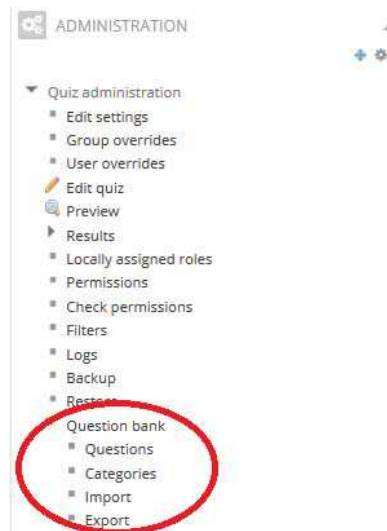 ADMINISTRATION
Quiz administration
Edit settings
Group overrides
User overrides
Edit quiz
Preview
Results
Locally assigned roles
Permissions
Check permissions
Filters
Logs
Backup
Restore
Question bank
Questions
Categories
Import
Export